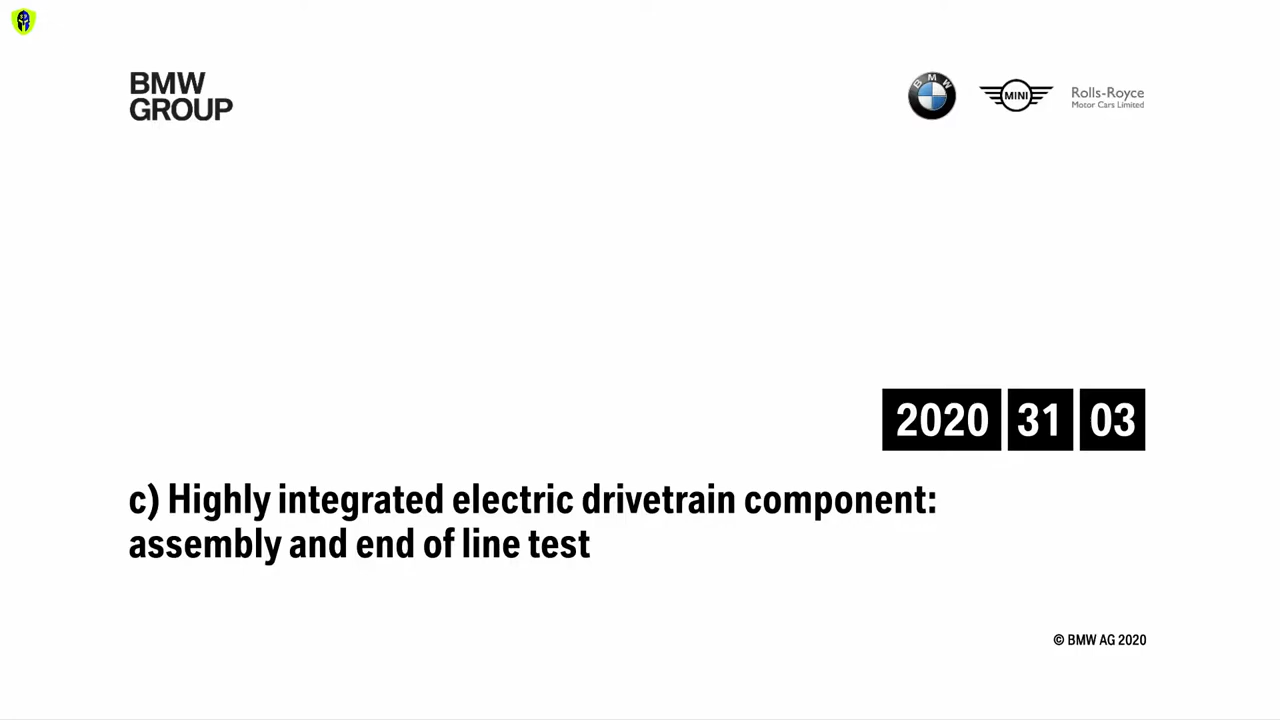 BMW
GROUP
BMW
MINI
Rolls-Royce
Motor Cars Limited
2020 31 03
c) Highly integrated electric drivetrain component:
assembly and end of line test
© BMW AG 2020